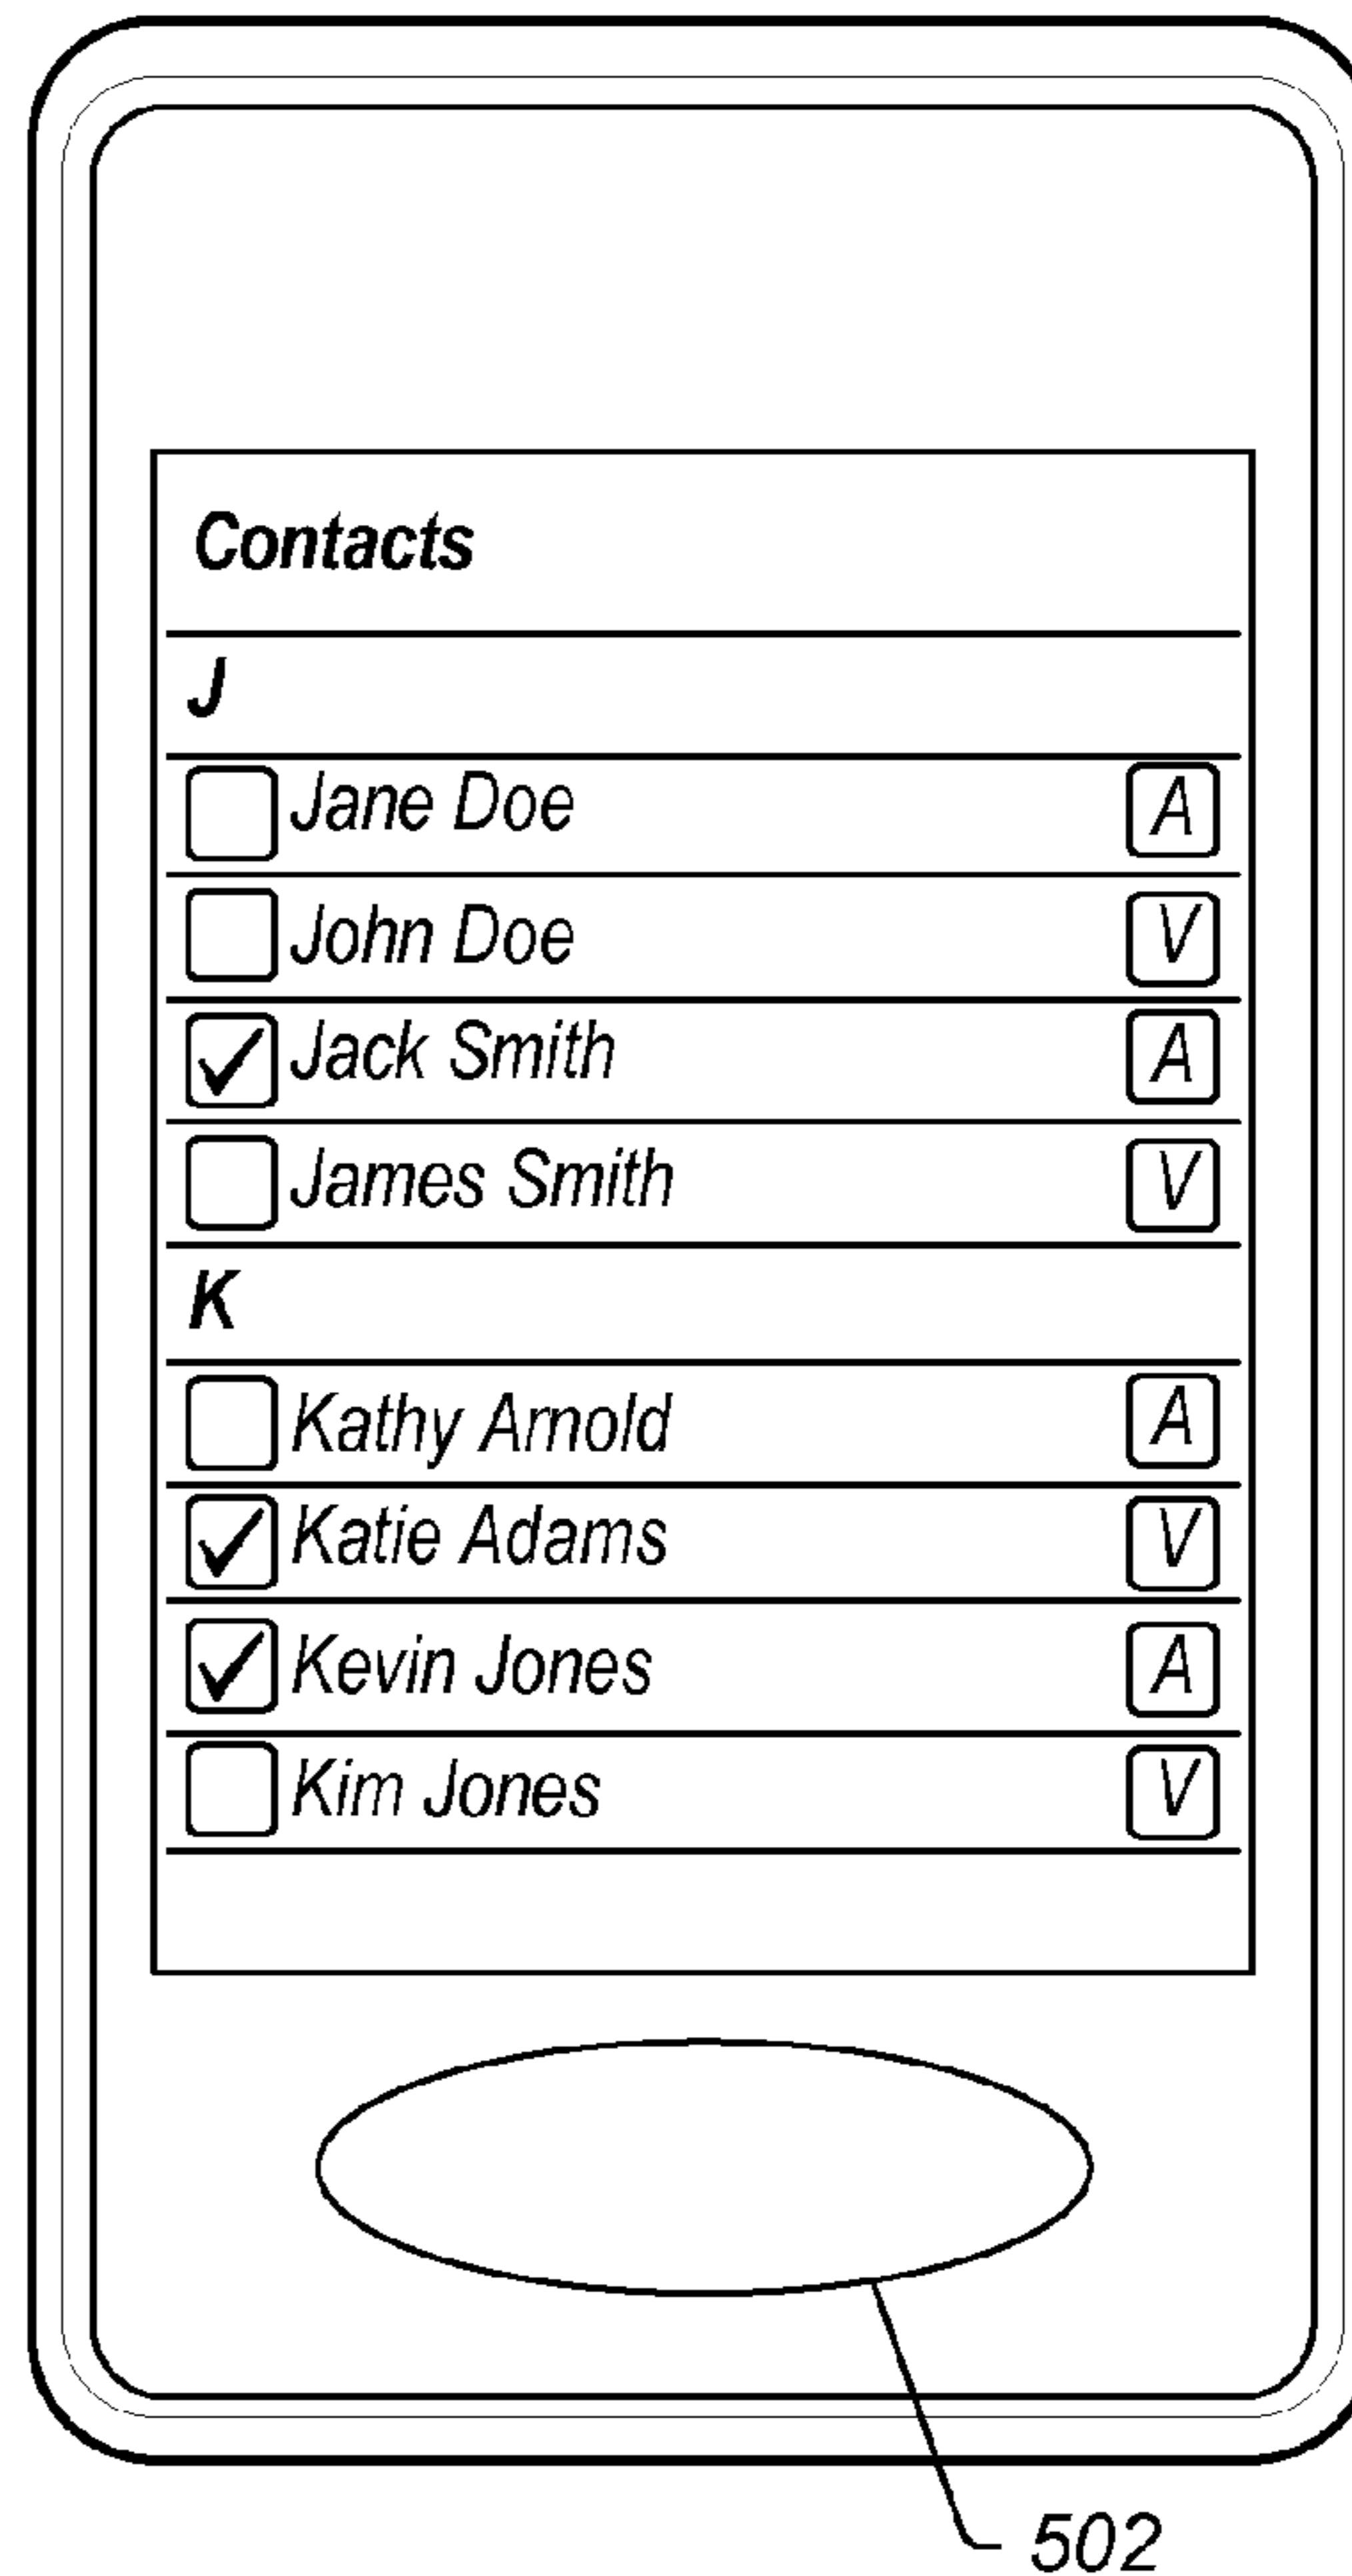 Contacts
J
Jane Doe A
John Doe V
Jack Smith A
James Smith V
K
Kathy Arnold A
Katie Adams V
Kevin Jones A
Kim Jones V
502